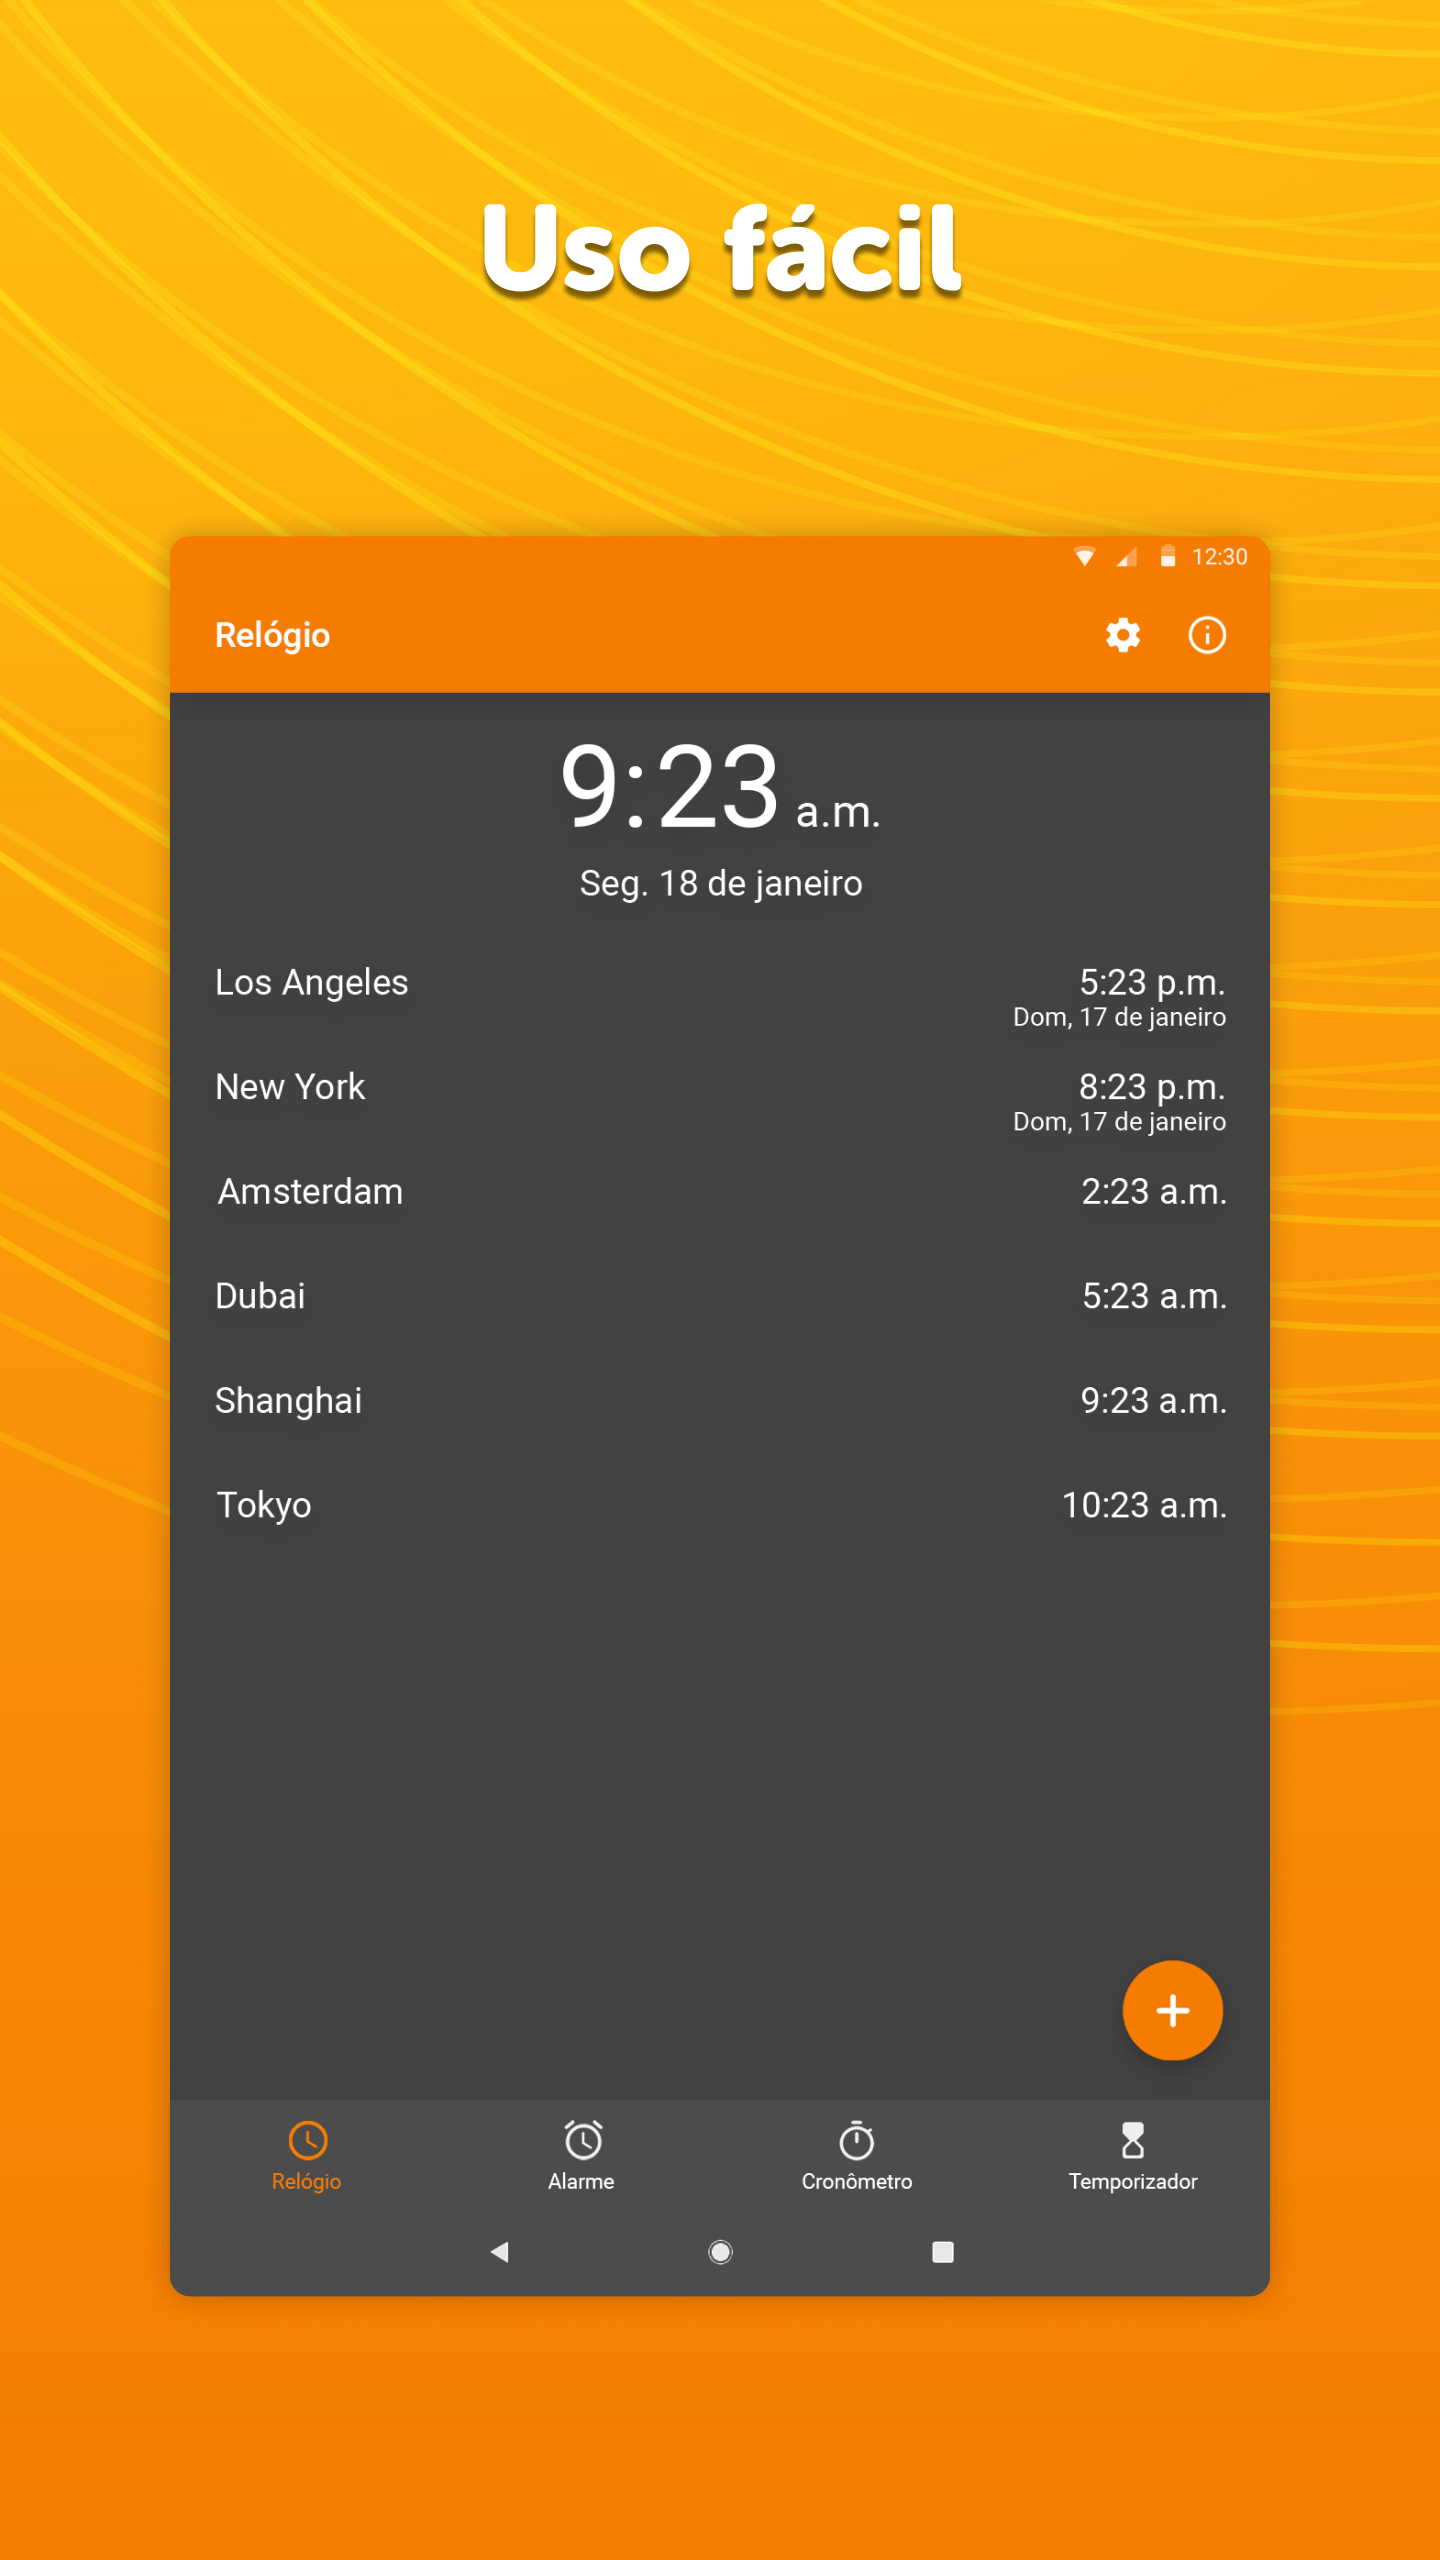 Uso fácil
12:30
Relógio
9:23 a.m.
Seg. 18 de janeiro
Los Angeles 5:23 p.m.
Dom, 17 de janeiro
New York 8:23 p.m.
Dom, 17 de janeiro
Amsterdam 2:23 a.m.
Dubai 5:23 a.m.
Shanghai 9:23 a.m.
Tokyo 10:23 a.m.
Relógio Alarme Cronômetro Temporizador